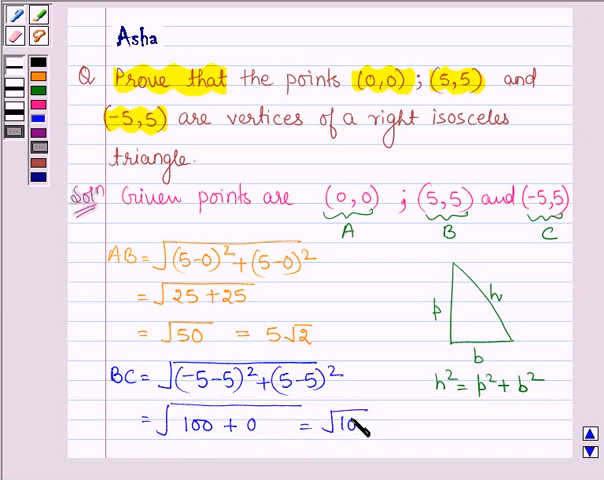 Asha
Q Prove that the points (0,0) ; (5,5) and
(-5,5) are vertices of a right isosceles
triangle.
Soln Given points are (0,0) ; (5,5) and (-5,5)
A B C
AB = √(5-0)² + (5-0)²
= √25 + 25
= √50 = 5√2
p h
b
h² = p² + b²
BC = √(-5-5)² + (5-5)²
= √100 + 0 = √10